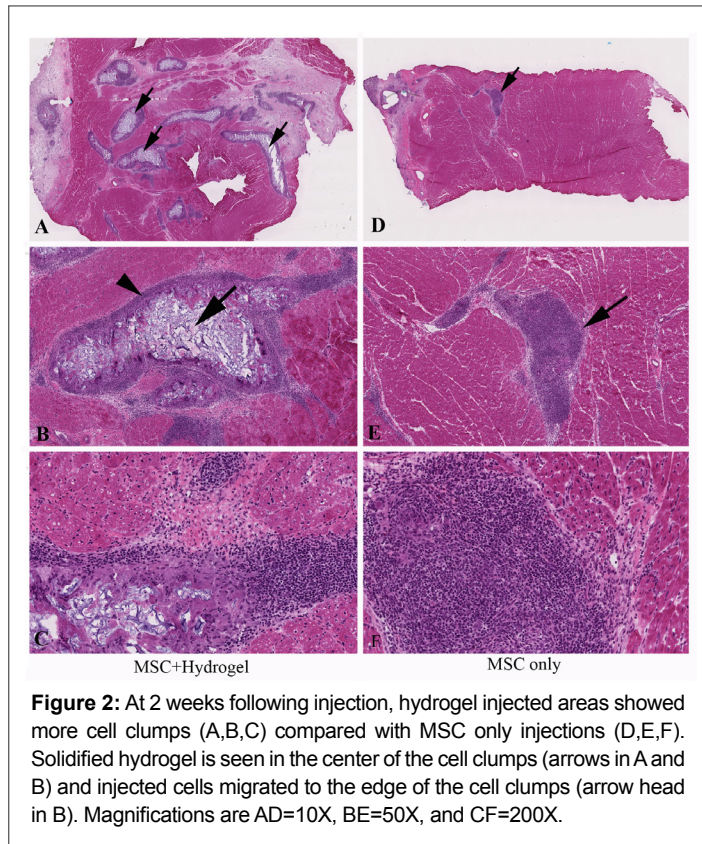 A
D
B
E
C
F
MSC+Hydrogel
MSC only
Figure 2: At 2 weeks following injection, hydrogel injected areas showed
more cell clumps (A,B,C) compared with MSC only injections (D,E,F).
Solidified hydrogel is seen in the center of the cell clumps (arrows in A and
B) and injected cells migrated to the edge of the cell clumps (arrow head
in B). Magnifications are AD=10X, BE=50X, and CF=200X.